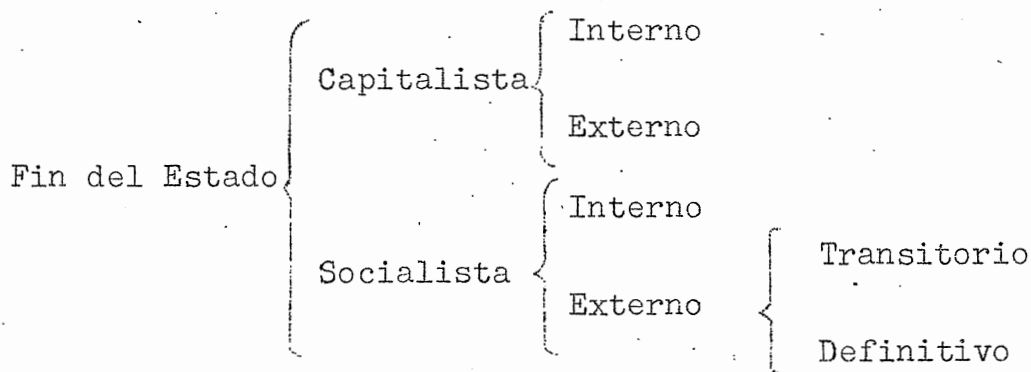 Interno
Capitalista
Externo
Fin del Estado
Interno
Transitorio
Socialista
Externo
Definitivo